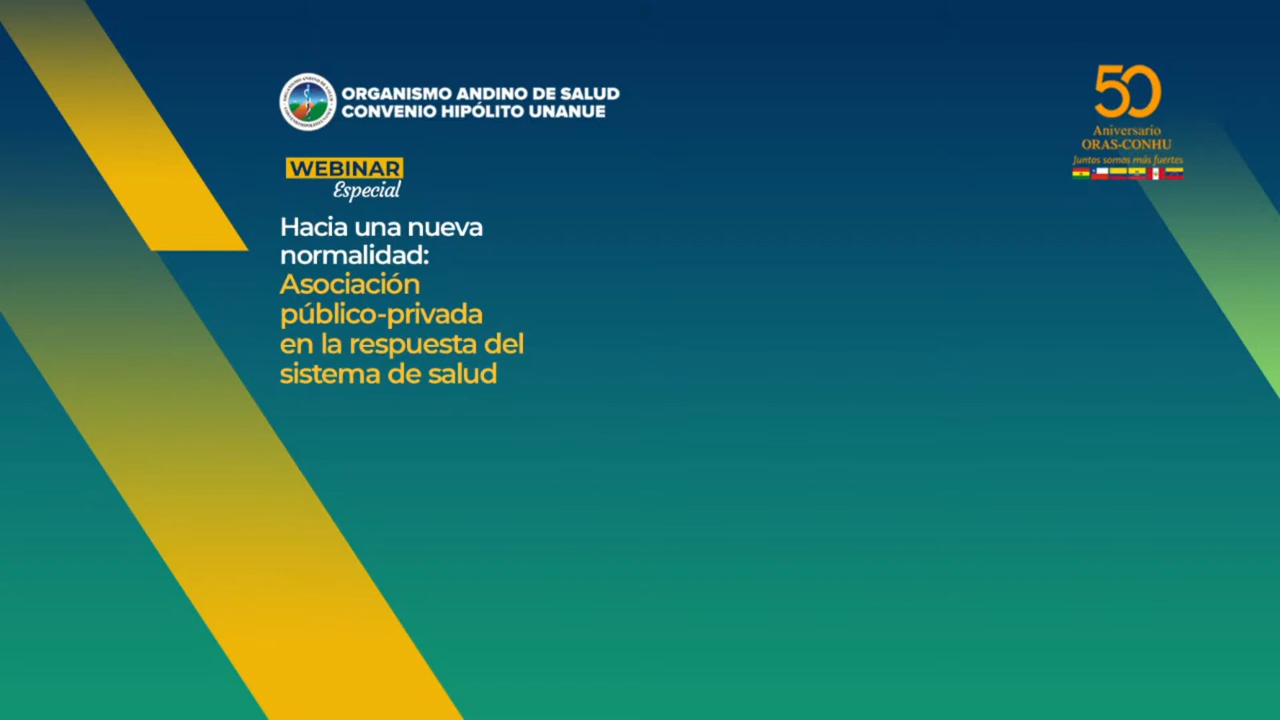 ORGANISMO ANDINO DE SALUD
CONVENIO HIPÓLITO UNANUE
WEBINAR
Especial
Hacia una nueva
normalidad:
Asociación
público-privada
en la respuesta del
sistema de salud
50
Aniversario
ORAS-CONHU
Juntos somos más fuertes